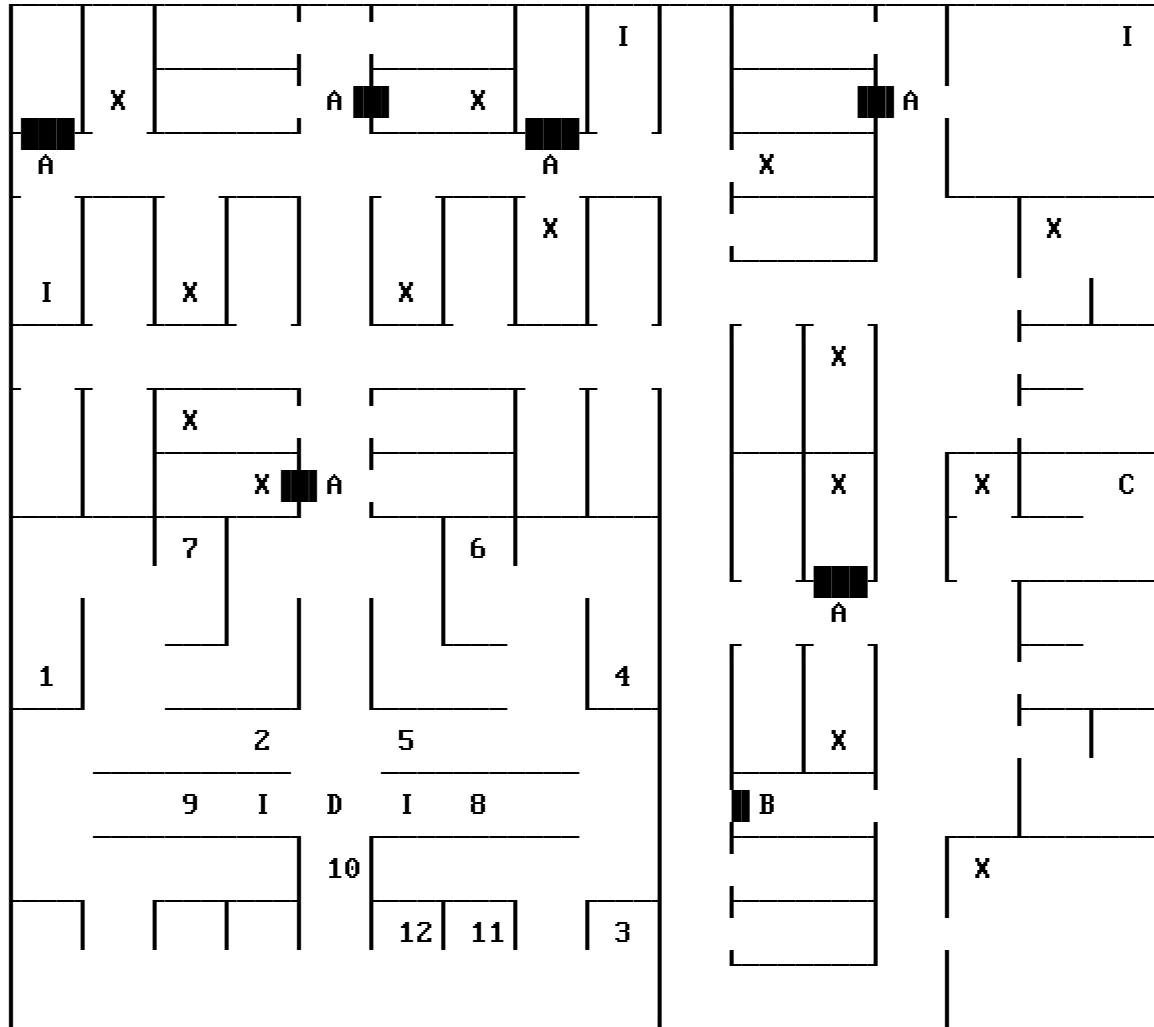 I I
X A X A
A A X
X X
I X X
X
X
X A X X C
7 6
A
1 4
2 5 X
9 I D I 8 B
10 X
12 11 3